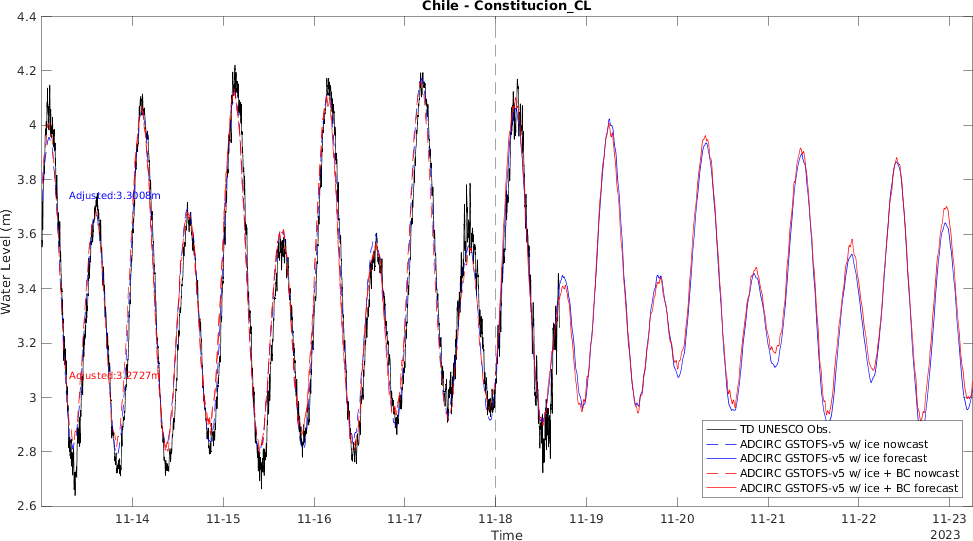 Chile - Constitucion_CL
Water Level (m)
4.4
4.2
4
3.8
3.6
3.4
3.2
3
2.8
2.6
Adjusted:3.3008m
Adjusted:3.2727m
TD UNESCO Obs.
ADCIRC GSTOFS-v5 w/ ice nowcast
ADCIRC GSTOFS-v5 w/ ice forecast
ADCIRC GSTOFS-v5 w/ ice + BC nowcast
ADCIRC GSTOFS-v5 w/ ice + BC forecast
11-14 11-15 11-16 11-17 11-18 11-19 11-20 11-21 11-22 11-23
Time
2023